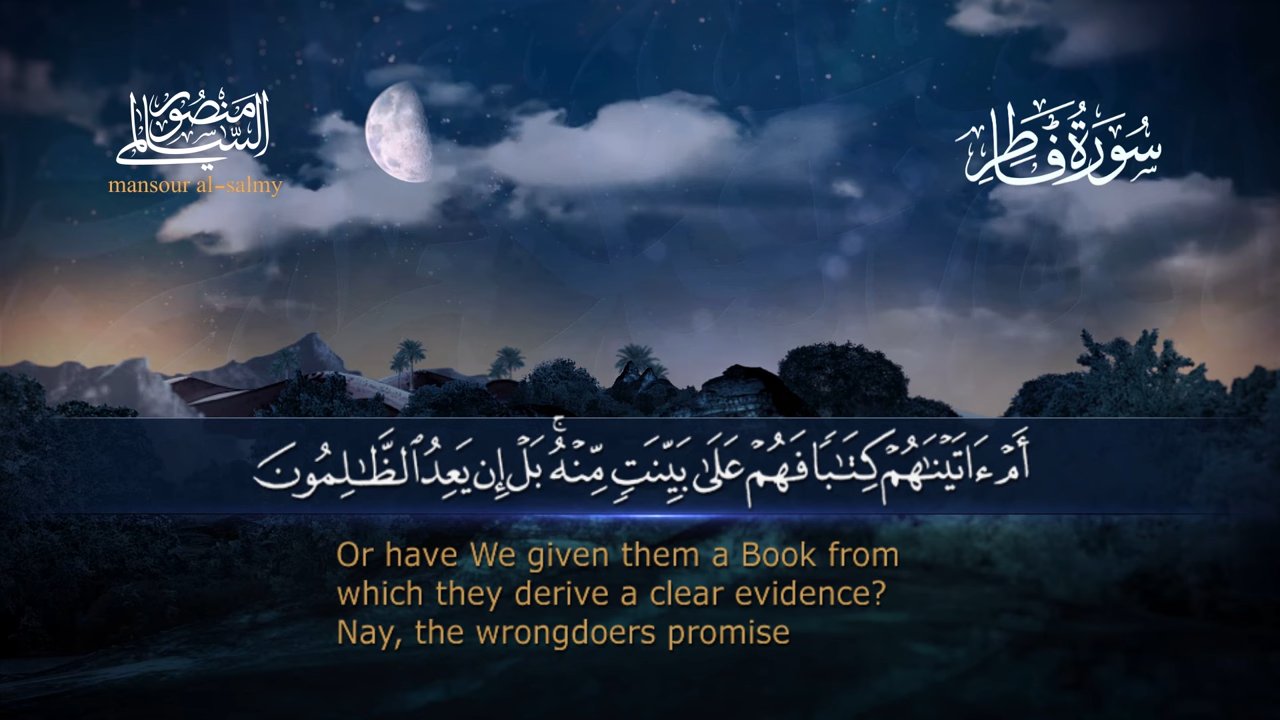 منصور السالمي
mansour al-salmy
سُورَةُ فَاطِرٍ
أَمْ ءَاتَيْنَٰهُمْ كِتَٰبًا فَهُمْ عَلَىٰ بَيِّنَتٍ مِّنْهُ ۚ بَلْ إِن يَعِدُ ٱلظَّٰلِمُونَ
Or have We given them a Book from
which they derive a clear evidence?
Nay, the wrongdoers promise